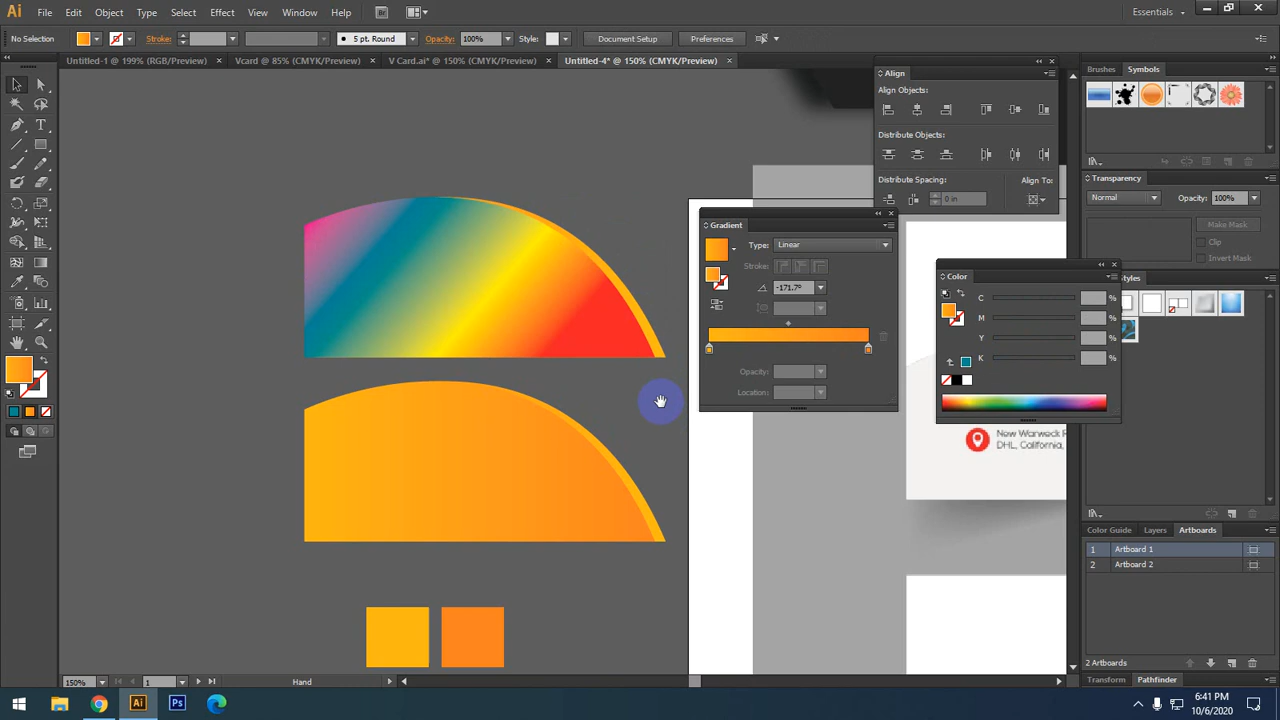 Ai File Edit Object Type Select Effect View Window Help Br Essentials
No Selection Stroke: 5 pt. Round Opacity: 100% Style: Document Setup Preferences
Untitled-1 @ 199% (RGB/Preview) × Vcard @ 85% (CMYK/Preview) × V Card.ai* @ 150% (CMYK/Preview) × Untitled-4* @ 150% (CMYK/Preview) ×
Align
Align Objects:
Distribute Objects:
Distribute Spacing: Align To:
0 in
Brushes Symbols
Transparency
Normal Opacity: 100%
Make Mask
Clip
Invert Mask
Styles
Gradient
Type: Linear
Stroke:
-171.7°
Opacity:
Location:
Color
C %
M %
Y %
K %
New Warweck
DHL, California,
Color Guide Layers Artboards
1 Artboard 1
2 Artboard 2
2 Artboards
Pathfinder
150% 1 Hand
Ai Ps
6:41 PM
10/6/2020